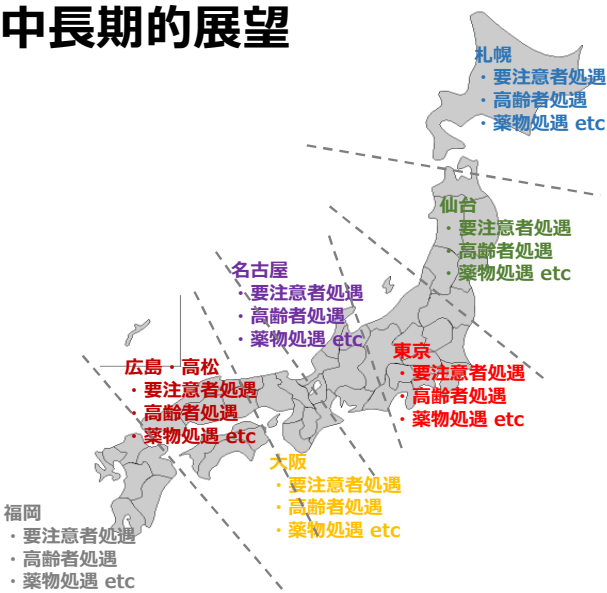 中長期的展望
札幌
・要注意者処遇
・高齢者処遇
・薬物処遇 etc
仙台
・要注意者処遇
・高齢者処遇
・薬物処遇 etc
名古屋
・要注意者処遇
・高齢者処遇
・薬物処遇 etc
東京
・要注意者処遇
・高齢者処遇
・薬物処遇 etc
広島・高松
・要注意者処遇
・高齢者処遇
・薬物処遇 etc
大阪
・要注意者処遇
・高齢者処遇
・薬物処遇 etc
福岡
・要注意者処遇
・高齢者処遇
・薬物処遇 etc